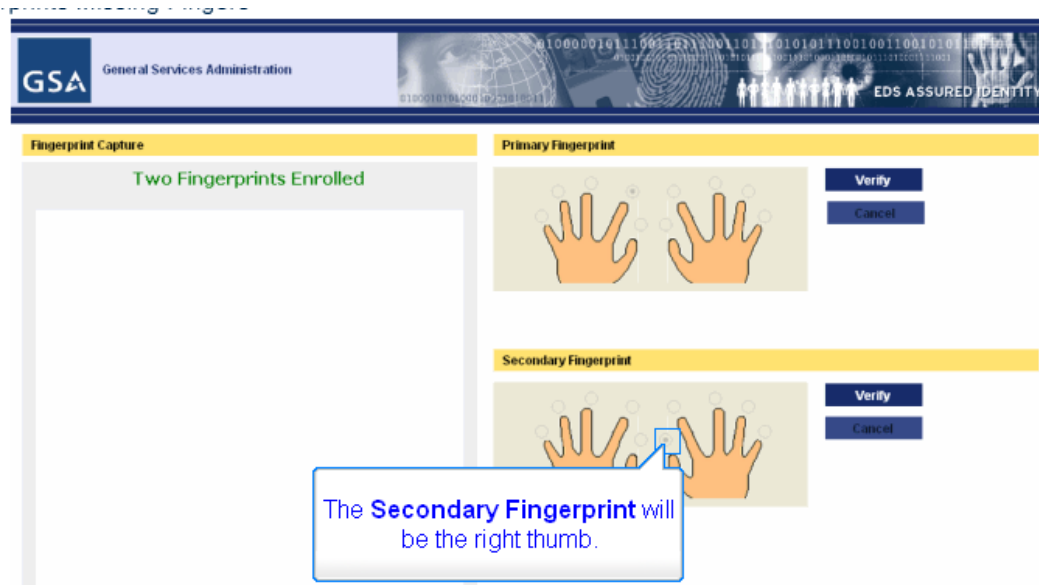 GSA
General Services Administration
EDS ASSURED IDENTITY
Fingerprint Capture
Two Fingerprints Enrolled
Primary Fingerprint
Verify
Cancel
Secondary Fingerprint
Verify
Cancel
The Secondary Fingerprint will
be the right thumb.